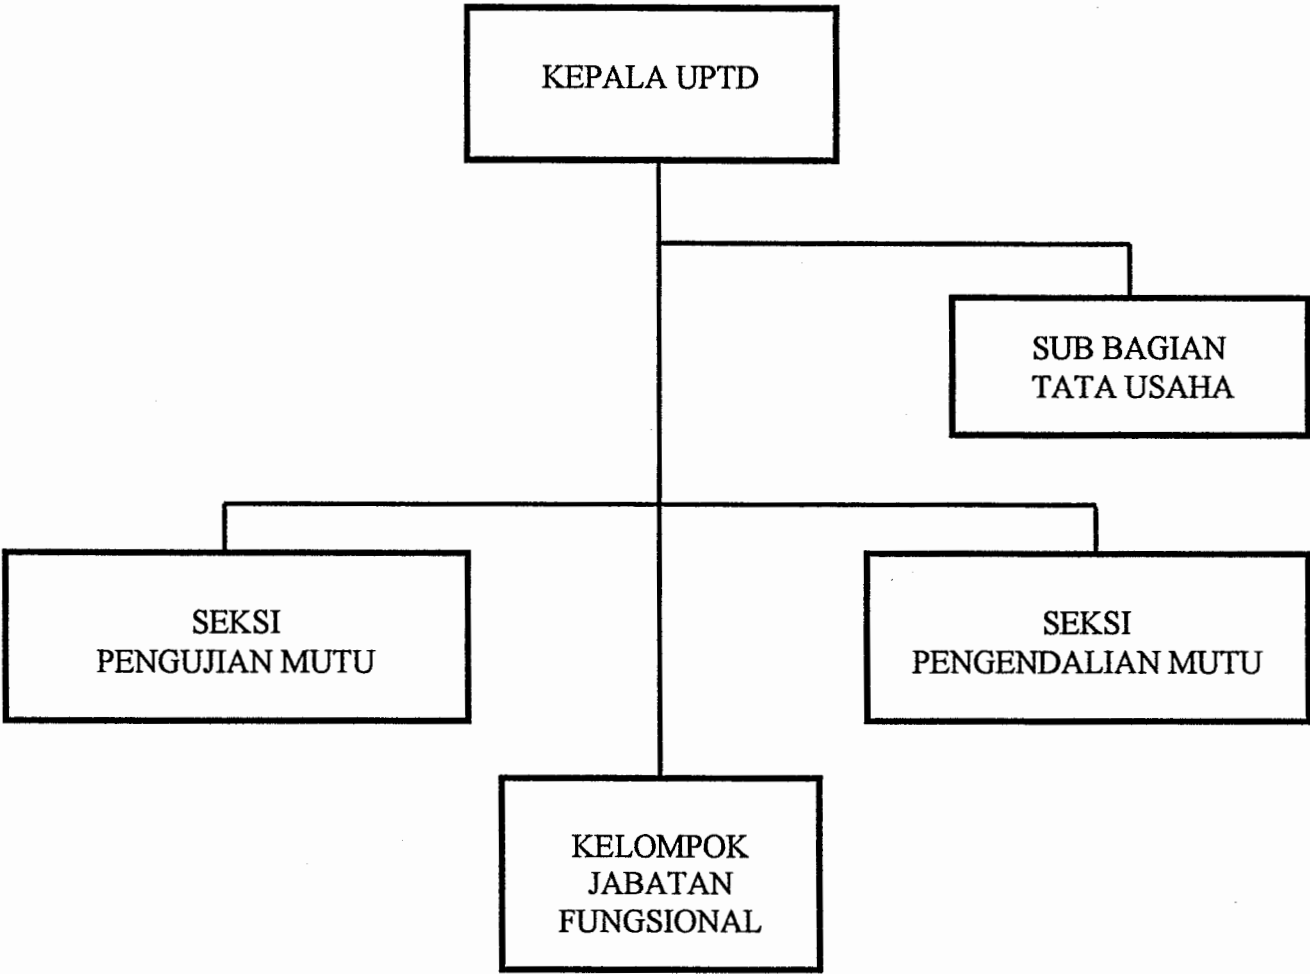 KEPALA UPTD
SUB BAGIAN
TATA USAHA
SEKSI
PENGUJIAN MUTU
SEKSI
PENGENDALIAN MUTU
KELOMPOK
JABATAN
FUNGSIONAL